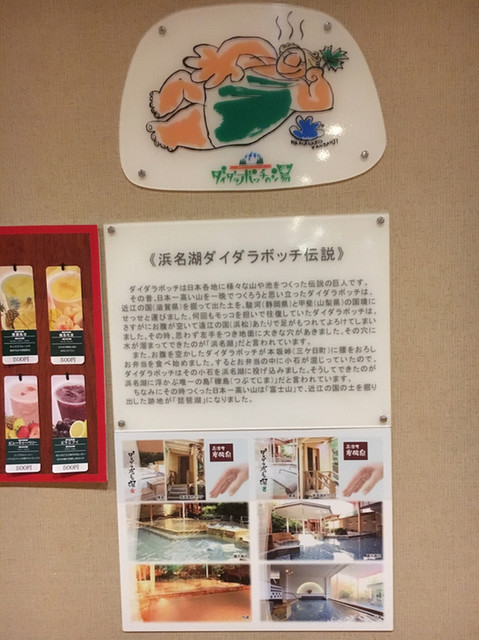 ダイダラボッチの湯
《浜名湖ダイダラボッチ伝説》
ダイダラボッチは日本各地に様々な山や池をつくった伝説の巨人です。
その昔、日本一高い山を一晩でつくろうと思い立ったダイダラボッチは、
近江の国(滋賀県)を掘って出た土を、駿河(静岡県)と甲斐(山梨県)の国境に
せっせと運びました。何回もモッコを担いで往復していたダイダラボッチは、
さすがにお腹が空いて遠江の国(浜松)あたりで足がもつれてよろけてしまい
ました。その時、思わず左手をつき地面に大きな穴があきました。その穴に
水が溜まってできたのが「浜名湖」だと言われています。
また、お腹を空かしたダイダラボッチが本坂峠(三ケ日町)に腰をおろし
お弁当を食べ始めました。するとお弁当の中に小石が混じっていたので、
ダイダラボッチはその小石を浜名湖に投げ込みました。そうしてできたのが
浜名湖に浮かぶ唯一の島「礫島(つぶてじま)」だと言われています。
ちなみにその時つくった日本一高い山は「富士山」で、近江の国の土を掘り
出した跡地が「琵琶湖」になりました。
500円
500円
500円
500円